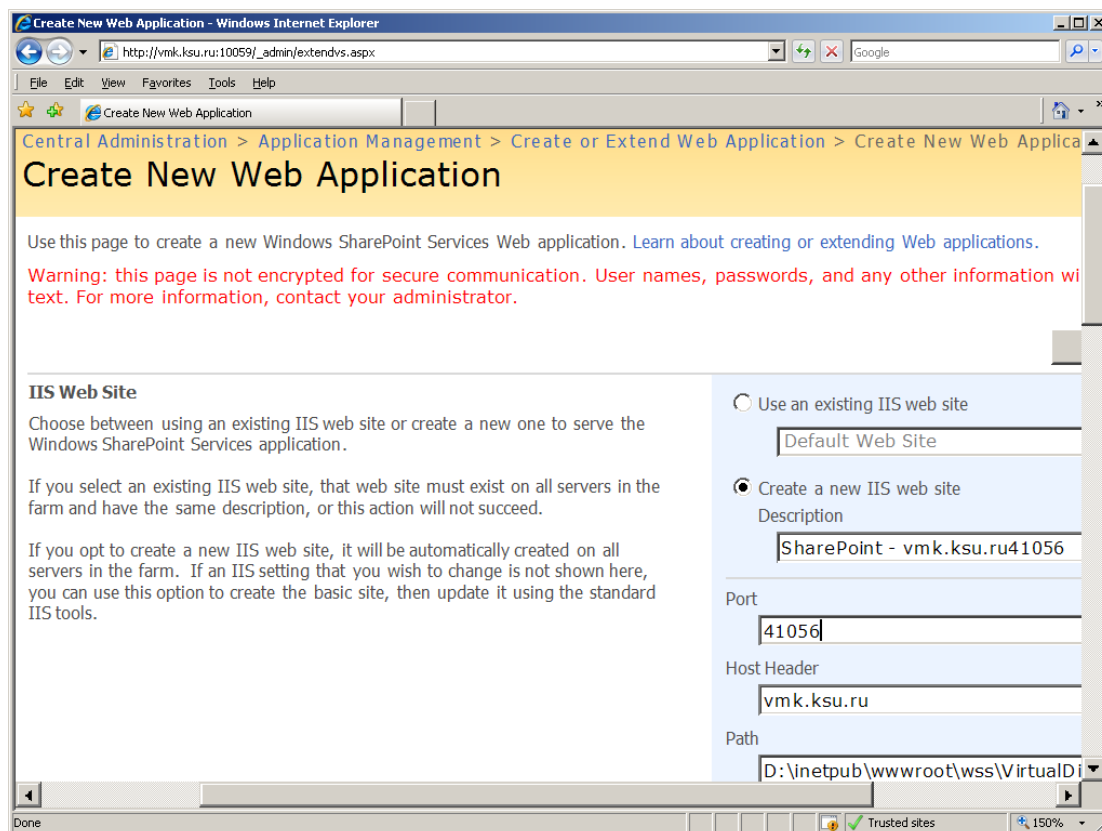 Create New Web Application - Windows Internet Explorer
http://vmk.ksu.ru:10059/_admin/extendvs.aspx
Google
File Edit View Favorites Tools Help
Create New Web Application
Central Administration > Application Management > Create or Extend Web Application > Create New Web Applica
Create New Web Application
Use this page to create a new Windows SharePoint Services Web application. Learn about creating or extending Web applications.
Warning: this page is not encrypted for secure communication. User names, passwords, and any other information wi
text. For more information, contact your administrator.
IIS Web Site
Choose between using an existing IIS web site or create a new one to serve the
Windows SharePoint Services application.
If you select an existing IIS web site, that web site must exist on all servers in the
farm and have the same description, or this action will not succeed.
If you opt to create a new IIS web site, it will be automatically created on all
servers in the farm. If an IIS setting that you wish to change is not shown here,
you can use this option to create the basic site, then update it using the standard
IIS tools.
Use an existing IIS web site
Default Web Site
Create a new IIS web site
Description
SharePoint - vmk.ksu.ru41056
Port
41056
Host Header
vmk.ksu.ru
Path
D:\inetpub\wwwroot\wss\VirtualDi
Done
Trusted sites
150%